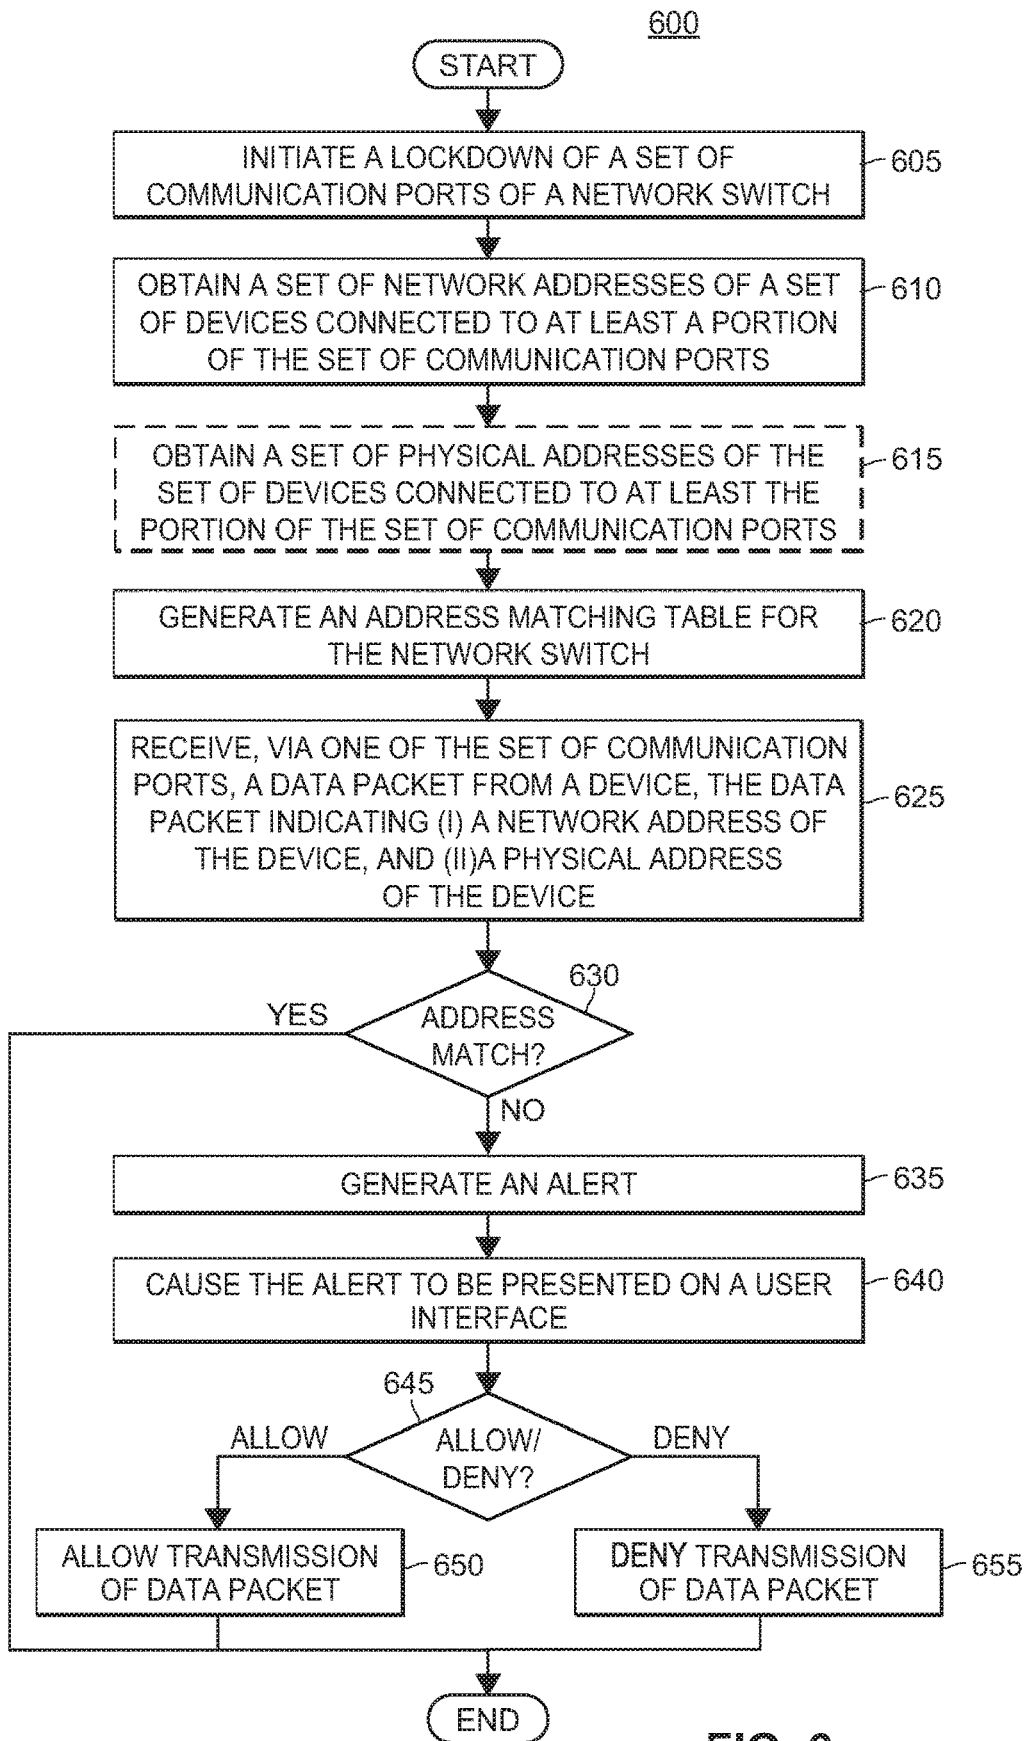 600
START
INITIATE A LOCKDOWN OF A SET OF
COMMUNICATION PORTS OF A NETWORK SWITCH
605
OBTAIN A SET OF NETWORK ADDRESSES OF A SET
OF DEVICES CONNECTED TO AT LEAST A PORTION
OF THE SET OF COMMUNICATION PORTS
610
OBTAIN A SET OF PHYSICAL ADDRESSES OF THE
SET OF DEVICES CONNECTED TO AT LEAST THE
PORTION OF THE SET OF COMMUNICATION PORTS
615
GENERATE AN ADDRESS MATCHING TABLE FOR
THE NETWORK SWITCH
620
RECEIVE, VIA ONE OF THE SET OF COMMUNICATION
PORTS, A DATA PACKET FROM A DEVICE, THE DATA
PACKET INDICATING (I) A NETWORK ADDRESS OF
THE DEVICE, AND (II)A PHYSICAL ADDRESS
OF THE DEVICE
625
630
YES
ADDRESS
MATCH?
NO
GENERATE AN ALERT
635
CAUSE THE ALERT TO BE PRESENTED ON A USER
INTERFACE
640
645
ALLOW
ALLOW/
DENY?
DENY
ALLOW TRANSMISSION
OF DATA PACKET
650
DENY TRANSMISSION
OF DATA PACKET
655
END